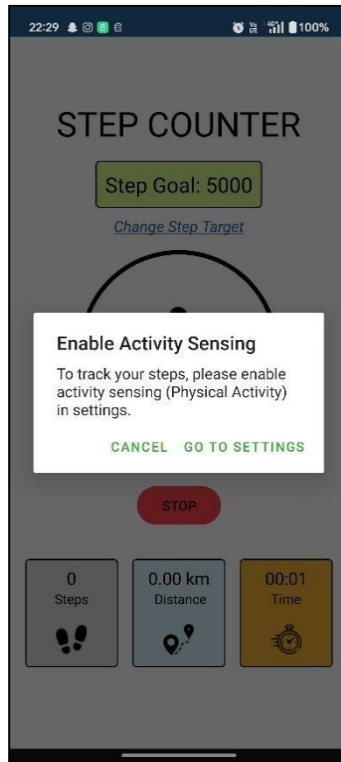 22:29 100%
STEP COUNTER
Step Goal: 5000
Change Step Target
Enable Activity Sensing
To track your steps, please enable
activity sensing (Physical Activity)
in settings.
CANCEL GO TO SETTINGS
STOP
0 0.00 km 00:01
Steps Distance Time